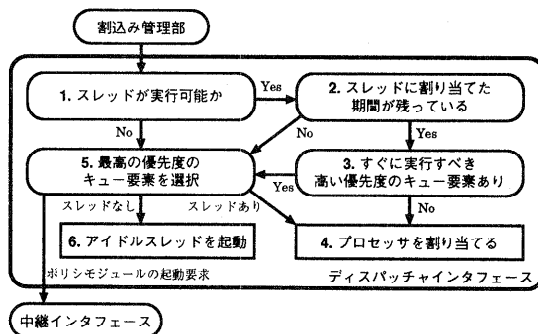 割込み管理部
1. スレッドが実行可能か
Yes
2. スレッドに割り当てた
期間が残っている
No
No
Yes
5. 最高の優先度の
キュー要素を選択
Yes
3. すぐに実行すべき
高い優先度のキュー要素あり
スレッドなし
スレッドあり
No
6. アイドルスレッドを起動
4. プロセッサを割り当てる
ポリシモジュールの起動要求
ディスパッチャインタフェース
中継インタフェース